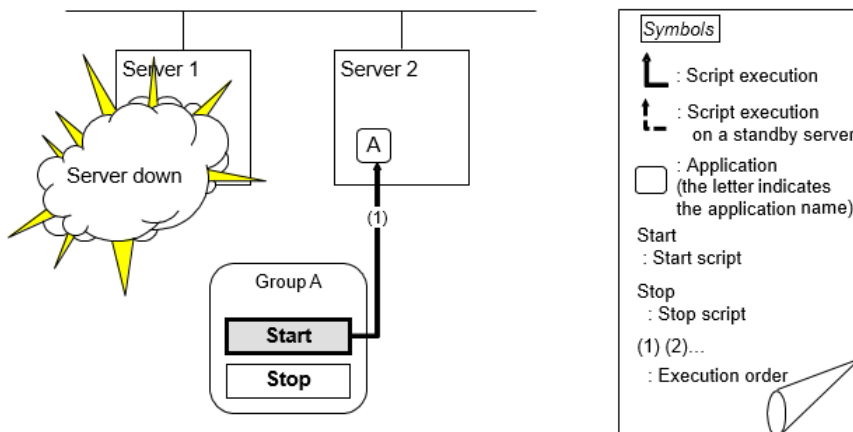 Server 1
Server 2
A
Server down
(1)
Group A
Start
Stop
Symbols
: Script execution
: Script execution
on a standby server
: Application
(the letter indicates
the application name)
Start
: Start script
Stop
: Stop script
(1) (2)...
: Execution order